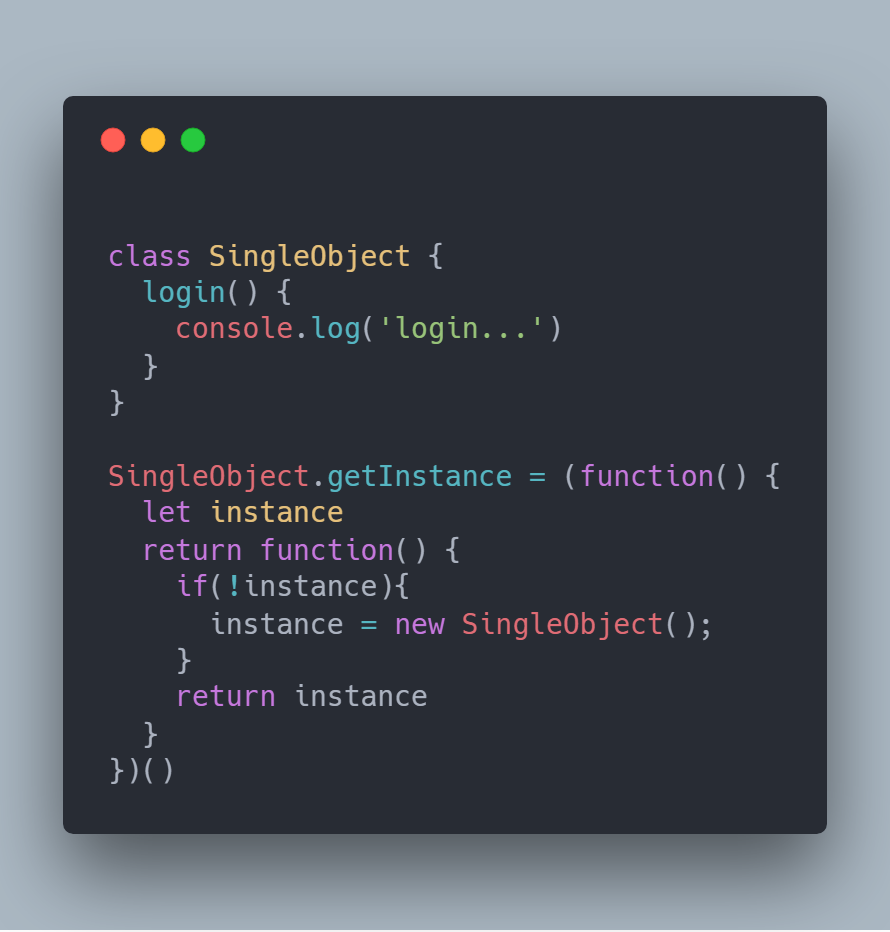 class SingleObject {
  login() {
    console.log('login...')
  }
}

SingleObject.getInstance = (function() {
  let instance
  return function() {
    if(!instance){
      instance = new SingleObject();
    }
    return instance
  }
})()